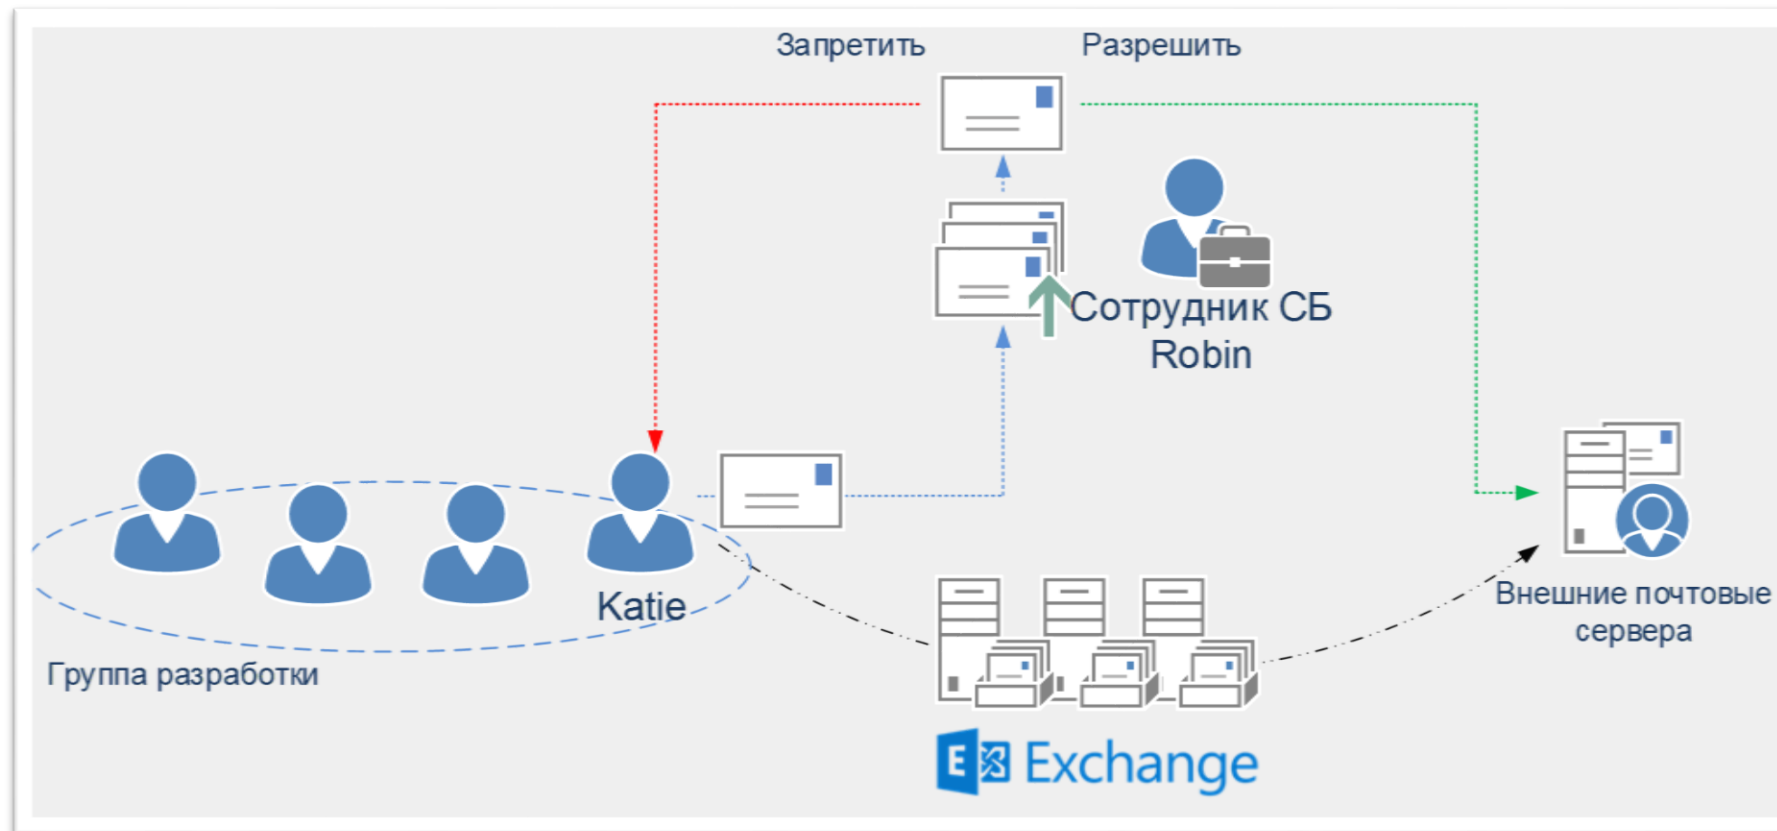 Запретить
Разрешить
Сотрудник СБ
Robin
Katie
Группа разработки
Внешние почтовые
сервера
E Exchange